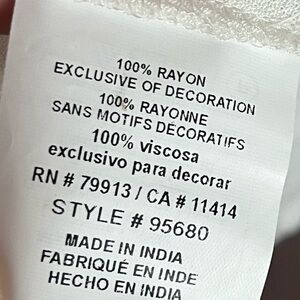 100% RAYON
EXCLUSIVE OF DECORATION
100% RAYONNE
SANS MOTIFS DÉCORATIFS
100% viscosa
exclusivo para decorar
RN # 79913 / CA # 11414
STYLE # 95680
MADE IN INDIA
FABRIQUÉ EN INDE
HECHO EN INDIA